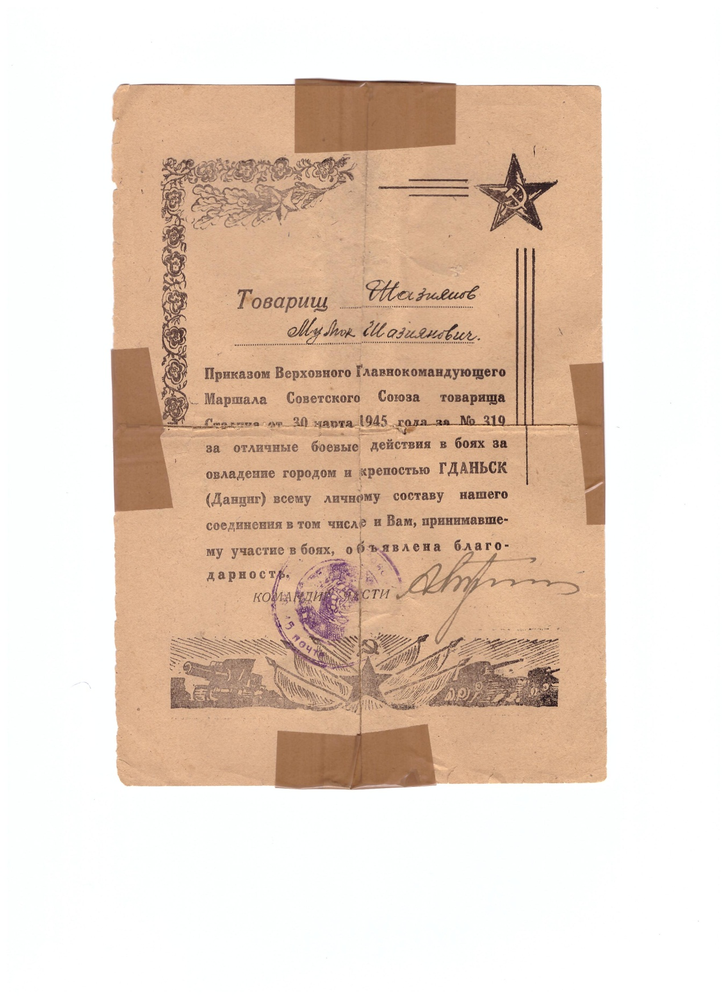 Товарищ Шазиянов
Мулюк Шазиянович.
Приказом Верховного Главнокомандующего
Маршала Советского Союза товарища
Сталина от 30 марта 1945 года за № 319
за отличные боевые действия в боях за
овладение городом и крепостью ГДАНЬСК
(Данциг) всему личному составу нашего
соединения в том числе и Вам, принимавше-
му участие в боях, объявлена благо-
дарность.
КОМАНДИР ЧАСТИ
почта